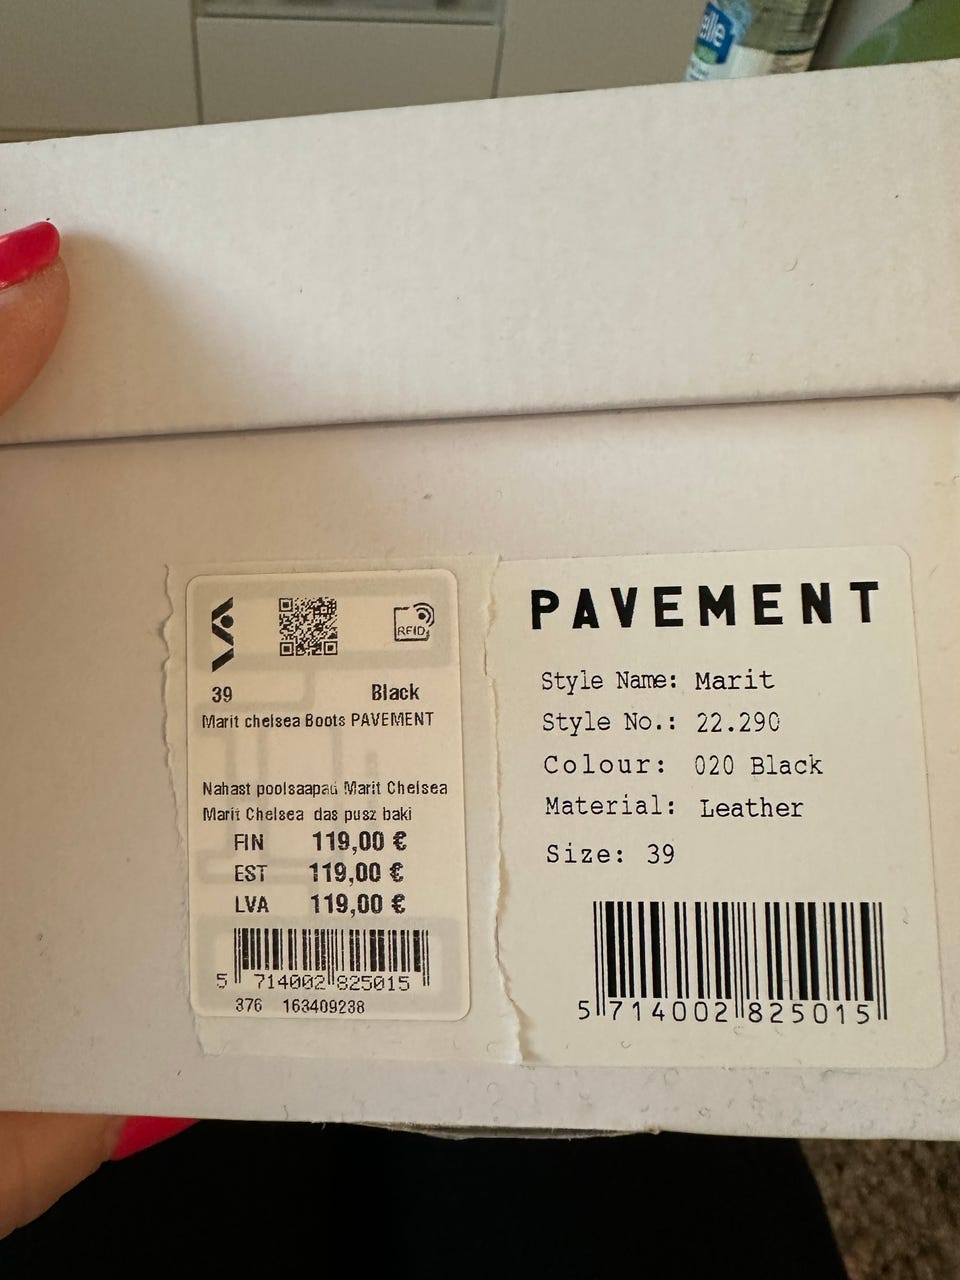 elle
RFID
39 Black
Marit chelsea Boots PAVEMENT
Nahast poolsaapad Marit Chelsea
Marit Chelsea das pusz baki
FIN 119,00 €
EST 119,00 €
LVA 119,00 €
5 714002 825015
376 163409238
PAVEMENT
Style Name: Marit
Style No.: 22.290
Colour: 020 Black
Material: Leather
Size: 39
5 714002 825015